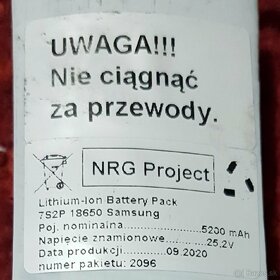 UWAGA!!!
Nie ciągnąć
za przewody.
NRG Project
Lithium-Ion Battery Pack
7S2P 18650 Samsung
Poj. nominalna...............5200 mAh
Napięcie znamionowe..........25,2V
Data produkcji..........09.2020
numer pakietu: 2096